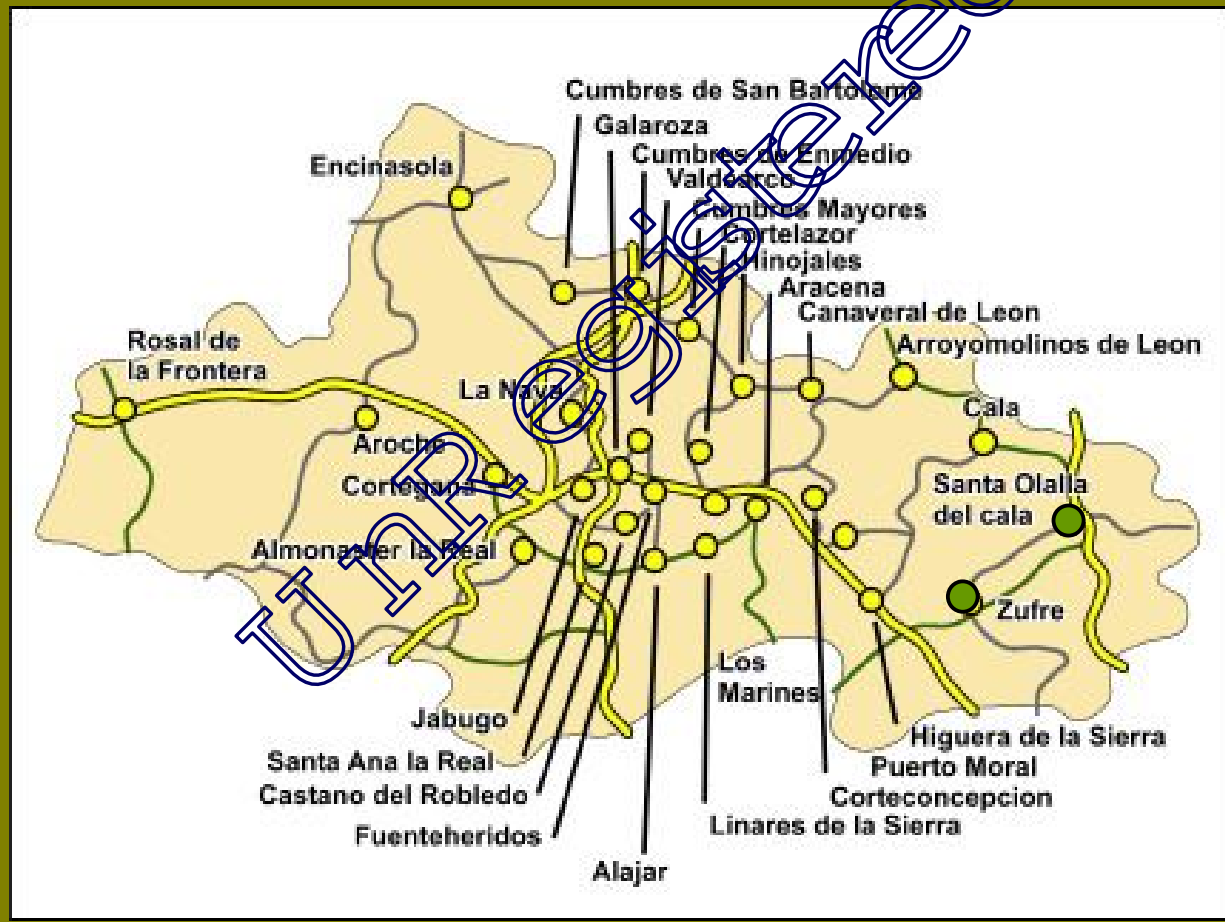 Cumbres de San Bartolome
Galaroza
Cumbres de Enmedio
Valdearco
Cumbres Mayores
Cortelazor
Hinojales
Aracena
Canaveral de Leon
Arroyomolinos de Leon
Encinasola
Rosal de
la Frontera
La Nava
Cala
Aroche
Cortegana
Santa Olalla
del cala
Almonaster la Real
Zufre
Los
Marines
Jabugo
Higuera de la Sierra
Santa Ana la Real
Puerto Moral
Castano del Robledo
Corteconcepcion
Fuenteheridos
Linares de la Sierra
Alajar
UnRegistered